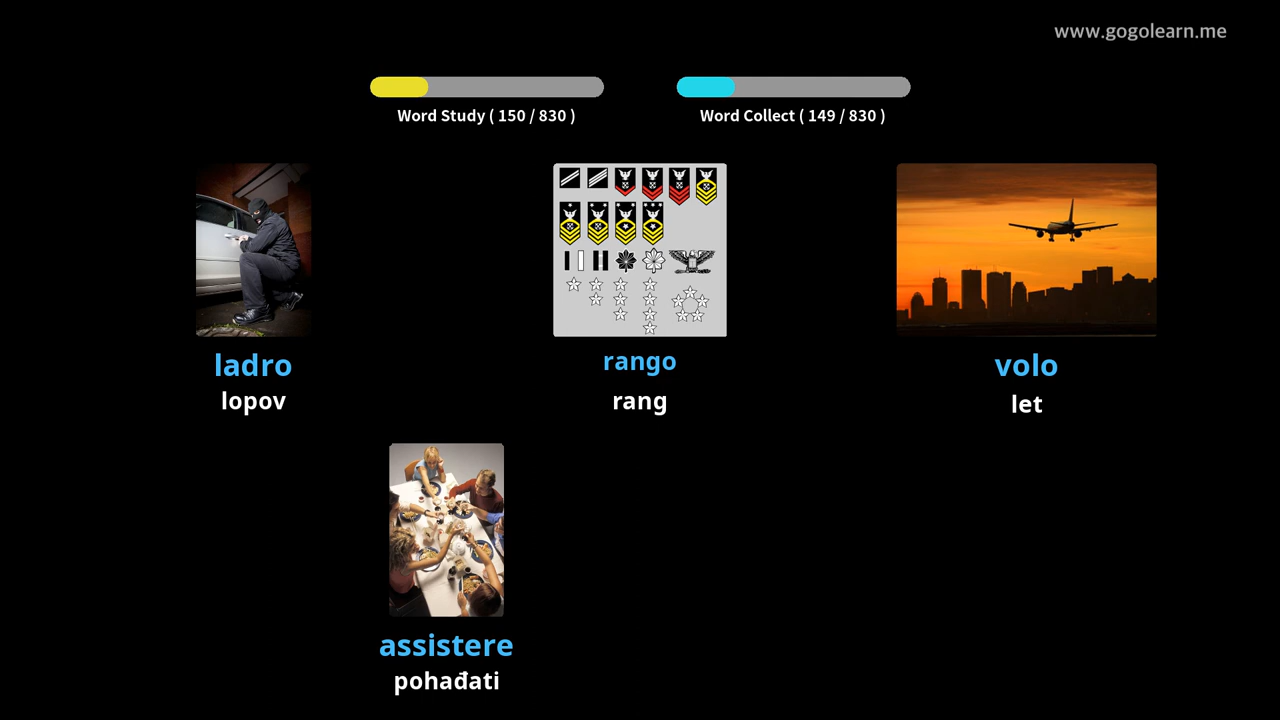 www.gogolearn.me
Word Study ( 150 / 830 )
Word Collect ( 149 / 830 )
ladro
lopov
rango
rang
volo
let
assistere
pohađati